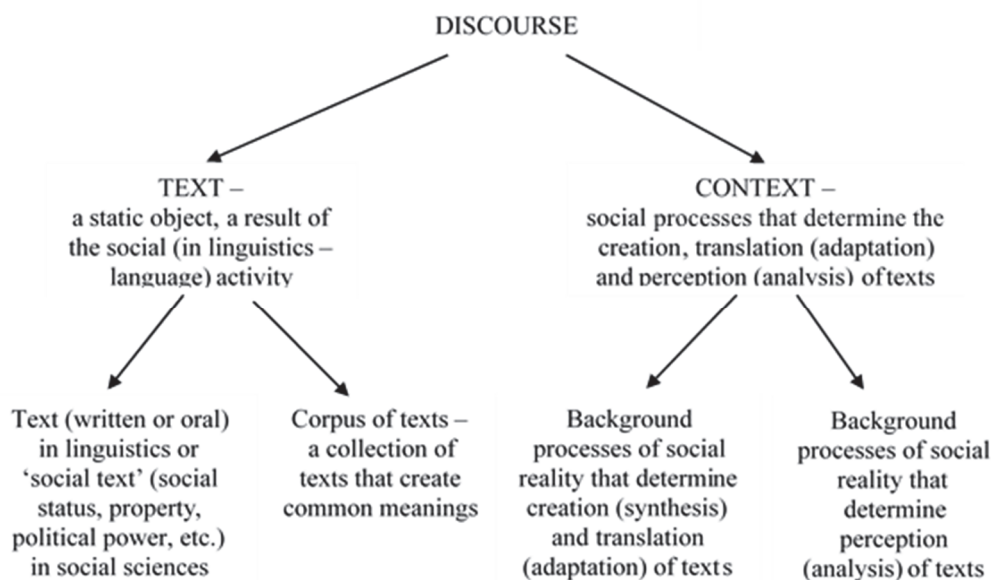 DISCOURSE
TEXT –
a static object, a result of
the social (in linguistics –
language) activity
CONTEXT –
social processes that determine the
creation, translation (adaptation)
and perception (analysis) of texts
Text (written or oral)
in linguistics or
‘social text’ (social
status, property,
political power, etc.)
in social sciences
Corpus of texts –
a collection of
texts that create
common meanings
Background
processes of social
reality that determine
creation (synthesis)
and translation
(adaptation) of texts
Background
processes of social
reality that
determine
perception
(analysis) of texts